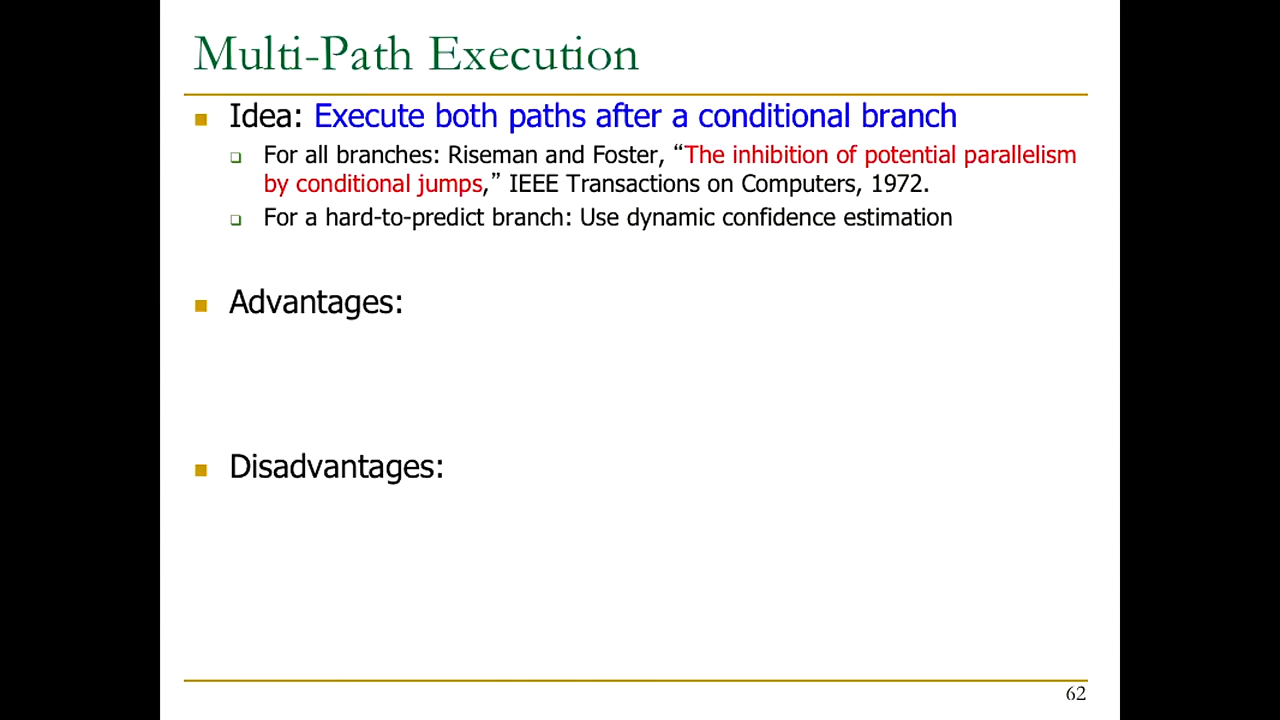 Multi-Path Execution
Idea: Execute both paths after a conditional branch
For all branches: Riseman and Foster, “The inhibition of potential parallelism
by conditional jumps,” IEEE Transactions on Computers, 1972.
For a hard-to-predict branch: Use dynamic confidence estimation
Advantages:
Disadvantages:
62